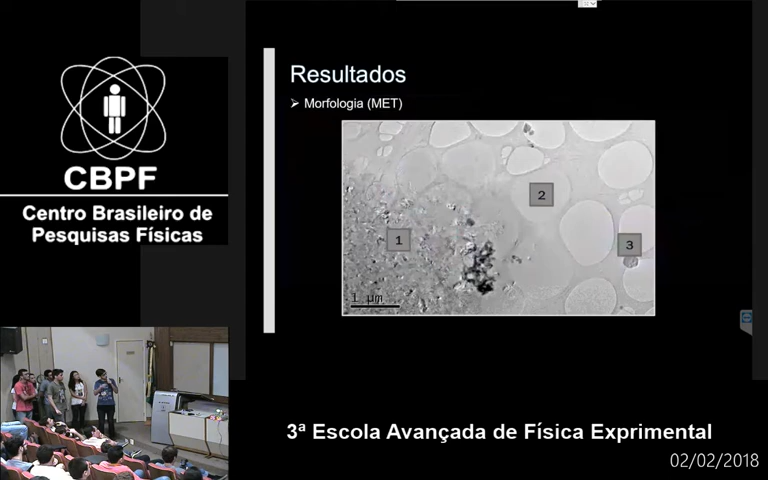 CBPF
Centro Brasileiro de
Pesquisas Físicas
Resultados
➢ Morfologia (MET)
1
2
3
1 µm
3ª Escola Avançada de Física Exprimental
02/02/2018